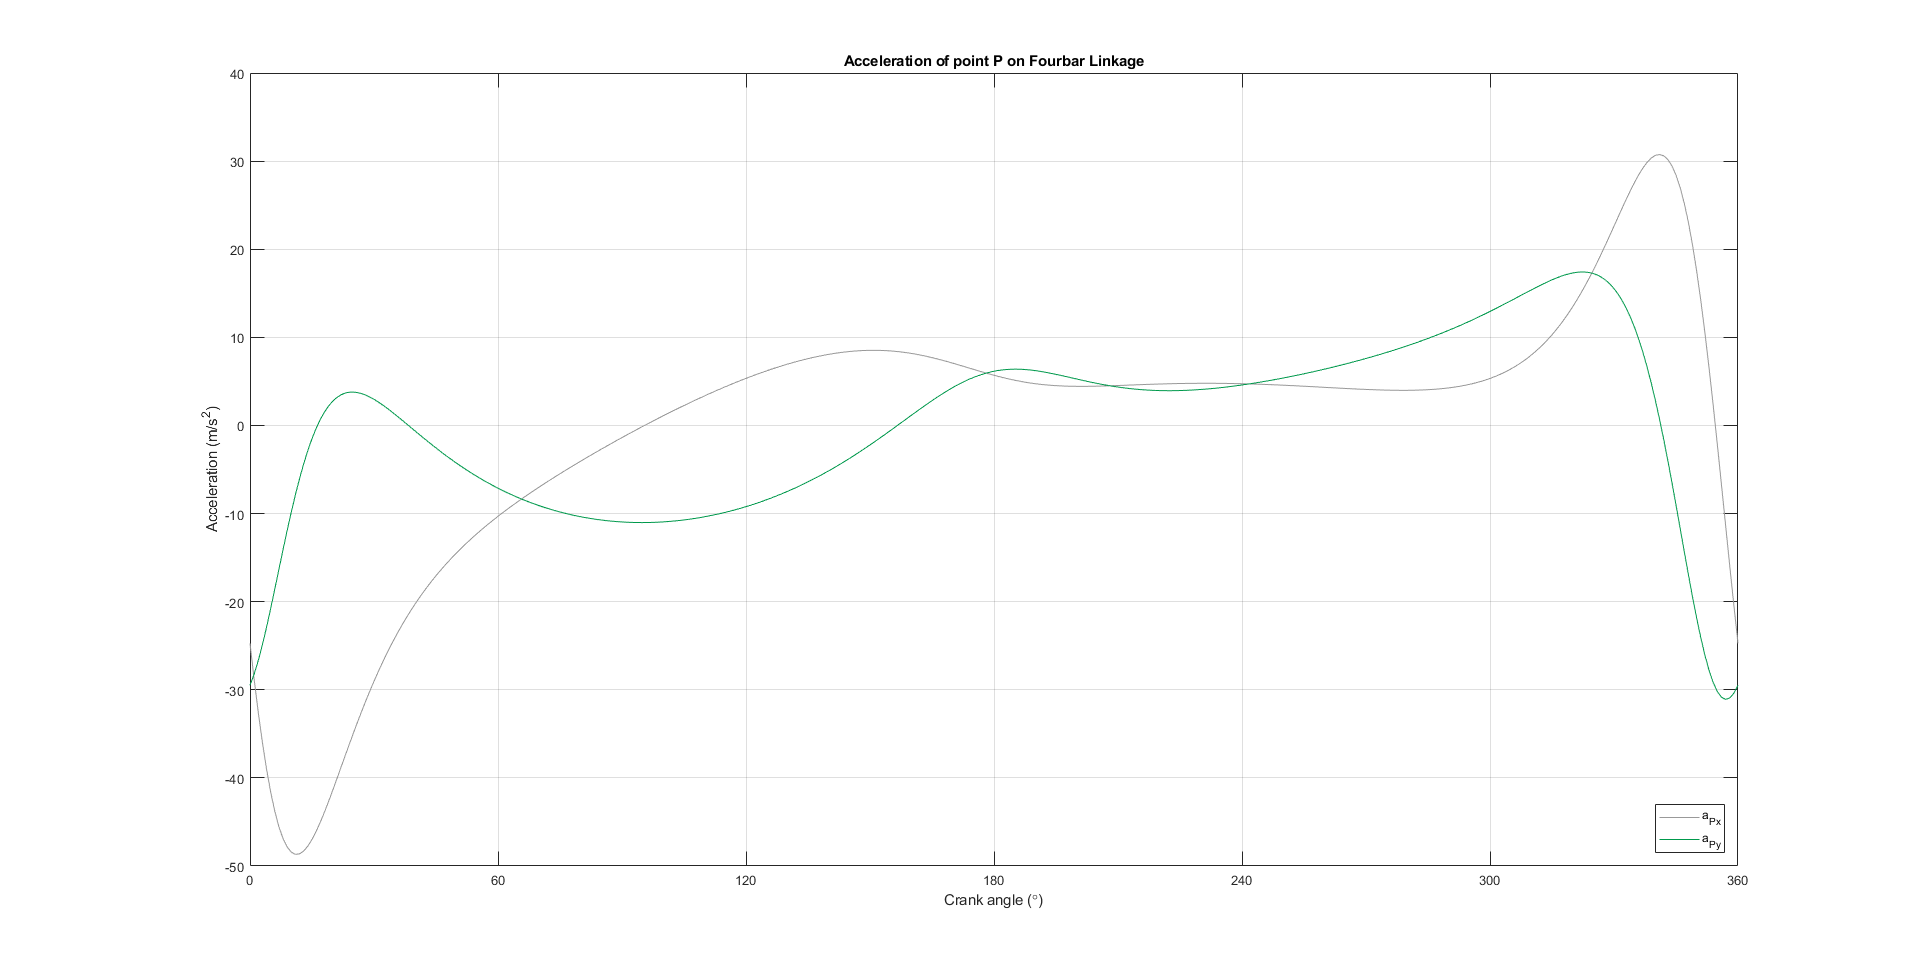 Acceleration of point P on Fourbar Linkage
40
30
20
10
0
-10
-20
-30
-40
-50
Acceleration (m/s²)
0 60 120 180 240 300 360
Crank angle (°)
aPx
aPy